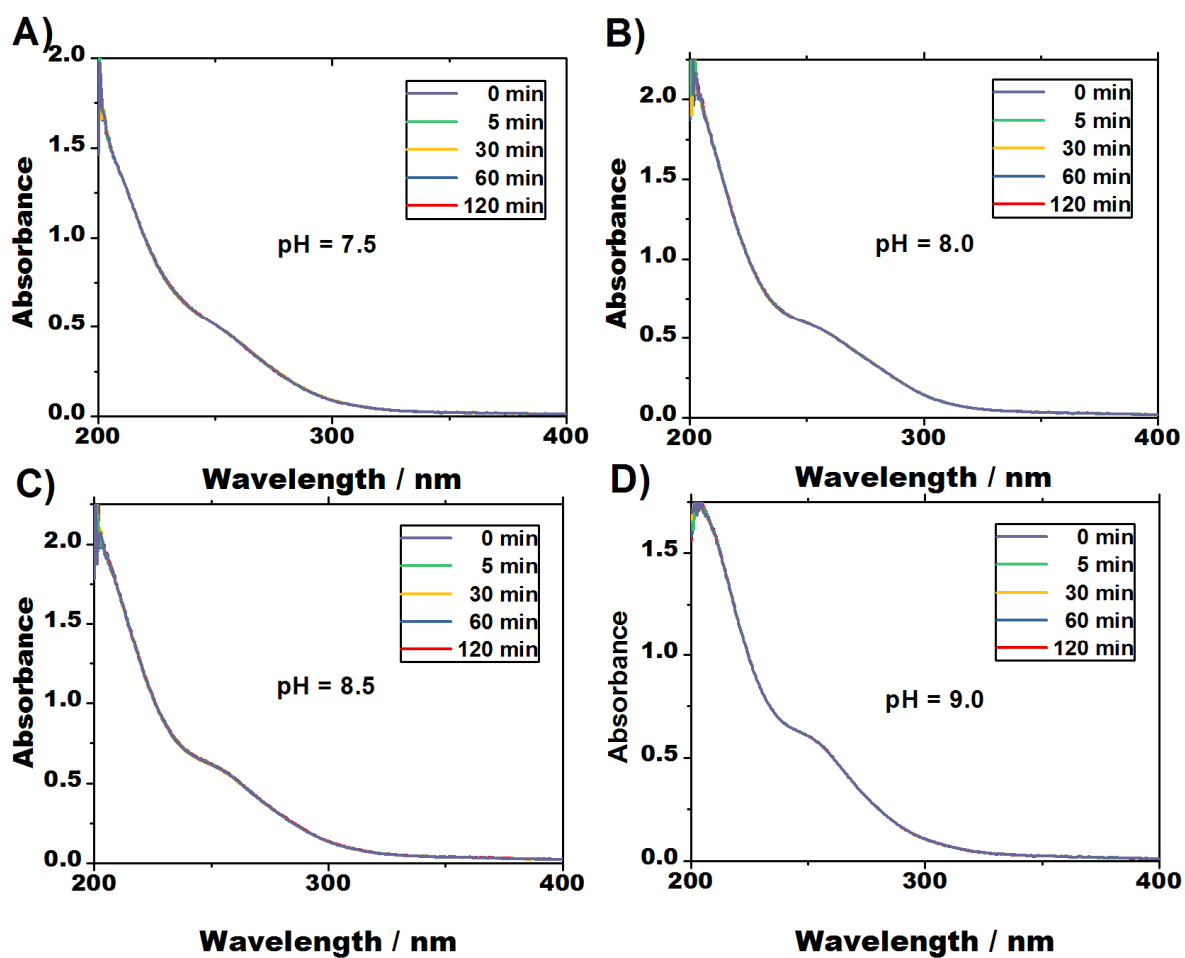 A)
2.0
1.5
1.0
0.5
0.0
Absorbance
0 min
5 min
30 min
60 min
120 min
pH = 7.5
200
300
400
Wavelength / nm
B)
2.0
1.5
1.0
0.5
0.0
Absorbance
0 min
5 min
30 min
60 min
120 min
pH = 8.0
200
300
400
Wavelength / nm
C)
2.0
1.5
1.0
0.5
0.0
Absorbance
0 min
5 min
30 min
60 min
120 min
pH = 8.5
200
300
400
Wavelength / nm
D)
1.5
1.0
0.5
0.0
Absorbance
0 min
5 min
30 min
60 min
120 min
pH = 9.0
200
300
400
Wavelength / nm